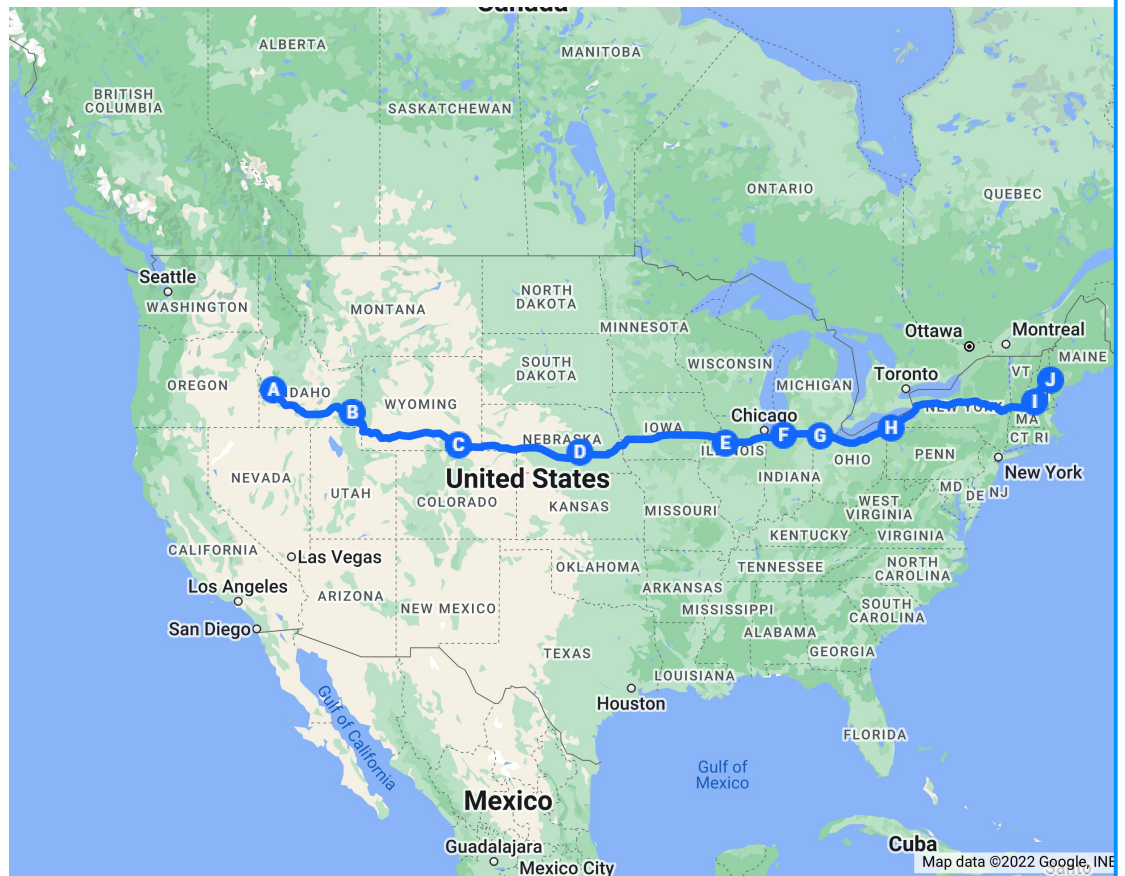 Canada
ALBERTA
MANITOBA
BRITISH
COLUMBIA
SASKATCHEWAN
ONTARIO
QUEBEC
Seattle
WASHINGTON
NORTH
DAKOTA
MONTANA
MINNESOTA
Ottawa
Montreal
MAINE
WISCONSIN
SOUTH
DAKOTA
VT
Toronto
MICHIGAN
OREGON
A
IDAHO
B
WYOMING
J
I
NEW YORK
MA
CT RI
Chicago
IOWA
H
C
NEBRASKA
D
E
ILLINOIS
F
G
OHIO
PENN
New York
United States
NEVADA
UTAH
COLORADO
KANSAS
MISSOURI
INDIANA
MD
DE
NJ
WEST
VIRGINIA
KENTUCKY
VIRGINIA
CALIFORNIA
Las Vegas
OKLAHOMA
TENNESSEE
NORTH
CAROLINA
Los Angeles
ARIZONA
NEW MEXICO
ARKANSAS
MISSISSIPPI
SOUTH
CAROLINA
San Diego
ALABAMA
TEXAS
GEORGIA
LOUISIANA
Houston
Gulf of California
FLORIDA
Gulf of
Mexico
Mexico
Guadalajara
Mexico City
Cuba
Map data ©2022 Google, INE